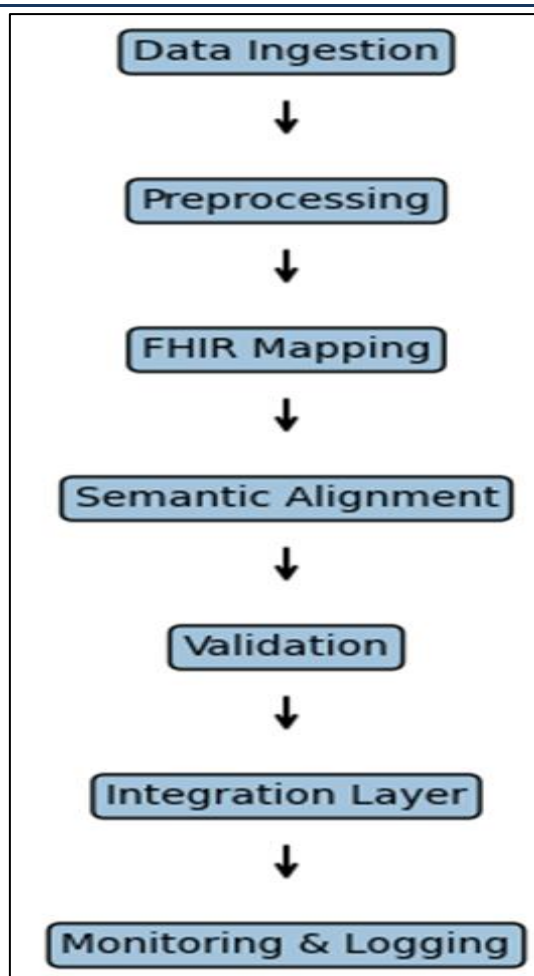 Data Ingestion
Preprocessing
FHIR Mapping
Semantic Alignment
Validation
Integration Layer
Monitoring & Logging